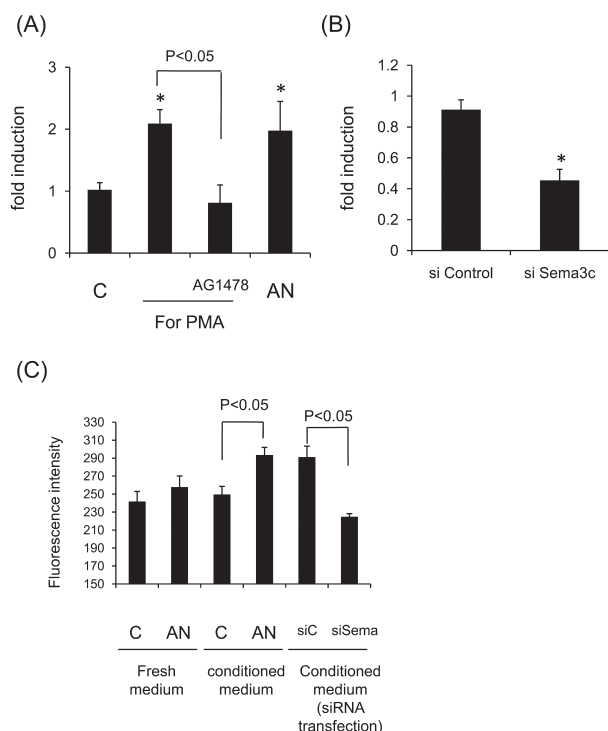 (A)
P<0.05
fold induction
3
2
1
0
*
*
C
AG1478
AN
For PMA
(B)
fold induction
1.2
1
0.8
0.6
0.4
0.2
0
*
si Control
si Sema3c
(C)
Fluorescence intensity
330
310
290
270
250
230
210
190
170
150
P<0.05
P<0.05
C
AN
C
AN
siC
siSema
Fresh
medium
conditioned
medium
Conditioned
medium
(siRNA
transfection)